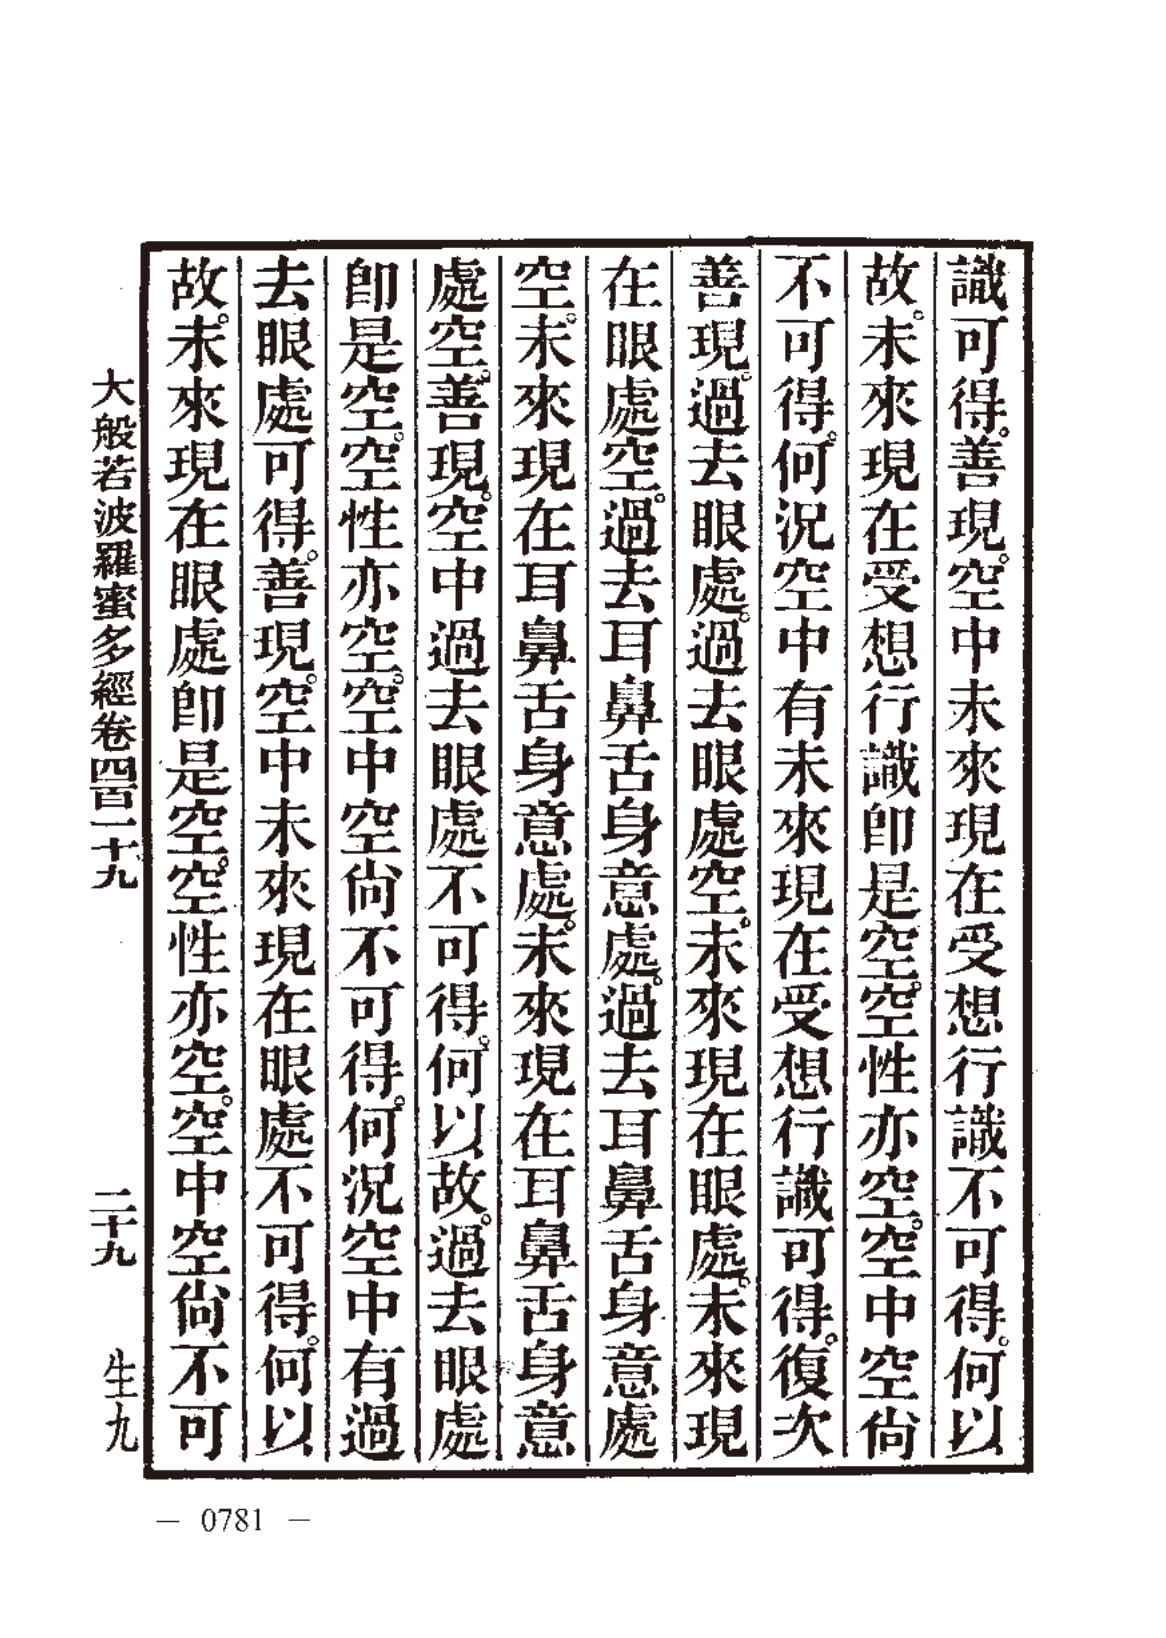 識可得。善現。空中未來現在受想行識不可得。何以
故。未來現在受想行識卽是空。空性亦空。空中空尙
不可得。何況空中有未來現在受想行識可得。復次
善現。過去眼處。過去眼處空。未來現在眼處。未來現
在眼處空。過去耳鼻舌身意處。過去耳鼻舌身意處
空。未來現在耳鼻舌身意處。未來現在耳鼻舌身意
處空。善現。空中過去眼處不可得。何以故。過去眼處
卽是空。空性亦空。空中空尙不可得。何況空中有過
去眼處可得。善現。空中未來現在眼處不可得。何以
故。未來現在眼處卽是空。空性亦空。空中空尙不可
大般若波羅蜜多經卷四百一十九 二十九 生九
— 0781 —